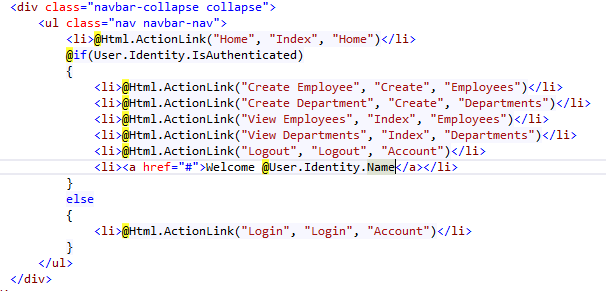 <div class="navbar-collapse collapse">
<ul class="nav navbar-nav">
<li>@Html.ActionLink("Home", "Index", "Home")</li>
@if(User.Identity.IsAuthenticated)
{
<li>@Html.ActionLink("Create Employee", "Create", "Employees")</li>
<li>@Html.ActionLink("Create Department", "Create", "Departments")</li>
<li>@Html.ActionLink("View Employees", "Index", "Employees")</li>
<li>@Html.ActionLink("View Departments", "Index", "Departments")</li>
<li>@Html.ActionLink("Logout", "Logout", "Account")</li>
<li><a href="#">Welcome @User.Identity.Name</a></li>
}
else
{
<li>@Html.ActionLink("Login", "Login", "Account")</li>
}
</ul>
</div>